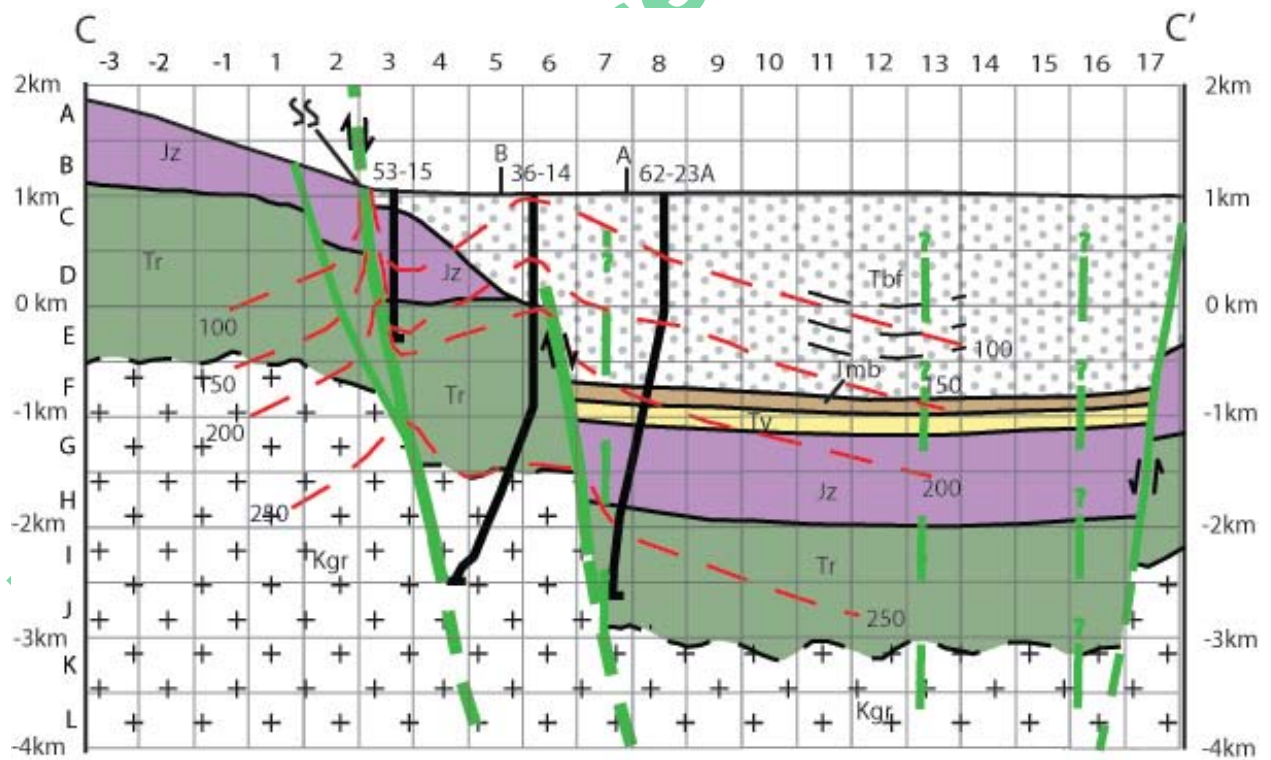 C C'
-3 -2 -1 1 2 3 4 5 6 7 8 9 10 11 12 13 14 15 16 17
2km 2km
A
SS
B Jz 53-15 B 36-14 A 62-23A
1km 1km
C
Tr Jz
D Tbf
0 km 0 km
100
E
100
Tmb
F 150 Tr 150
-1km -1km
Tv
200
G
Jz 200
H
250
-2km -2km
Kgr
I Tr
J
250
-3km -3km
K
Kgr
L
-4km -4km
? ? ? ? ? ? ? ?